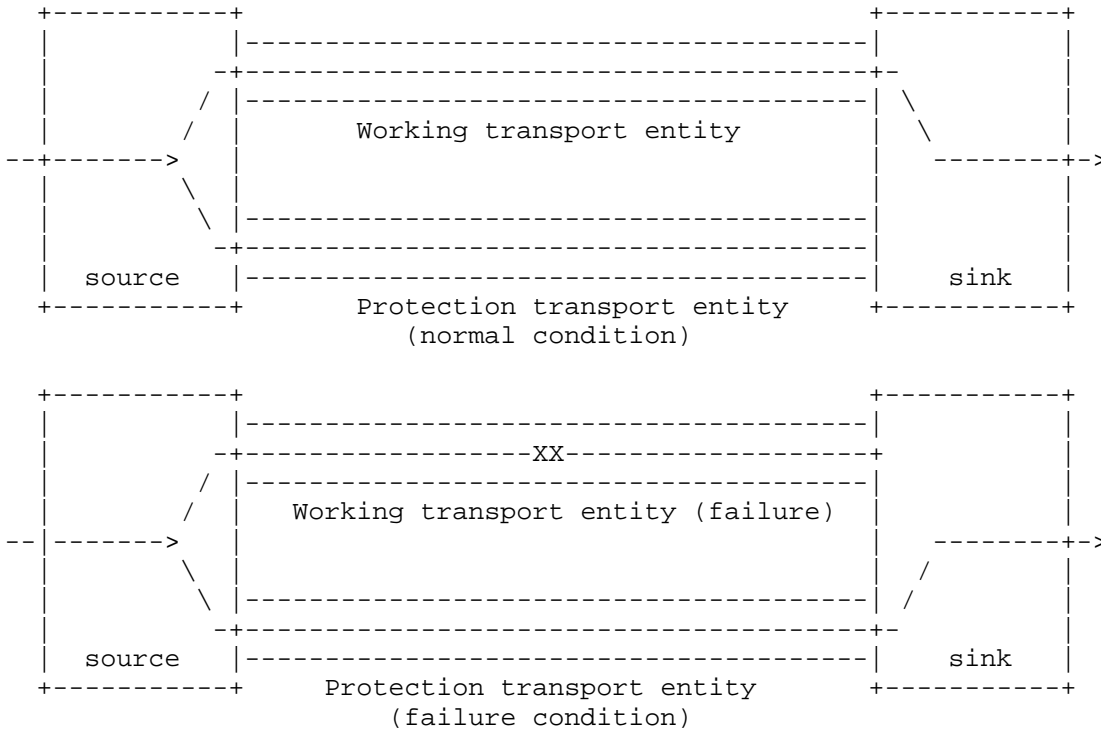 Working transport entity
source sink
Protection transport entity
(normal condition)
XX
Working transport entity (failure)
source sink
Protection transport entity
(failure condition)